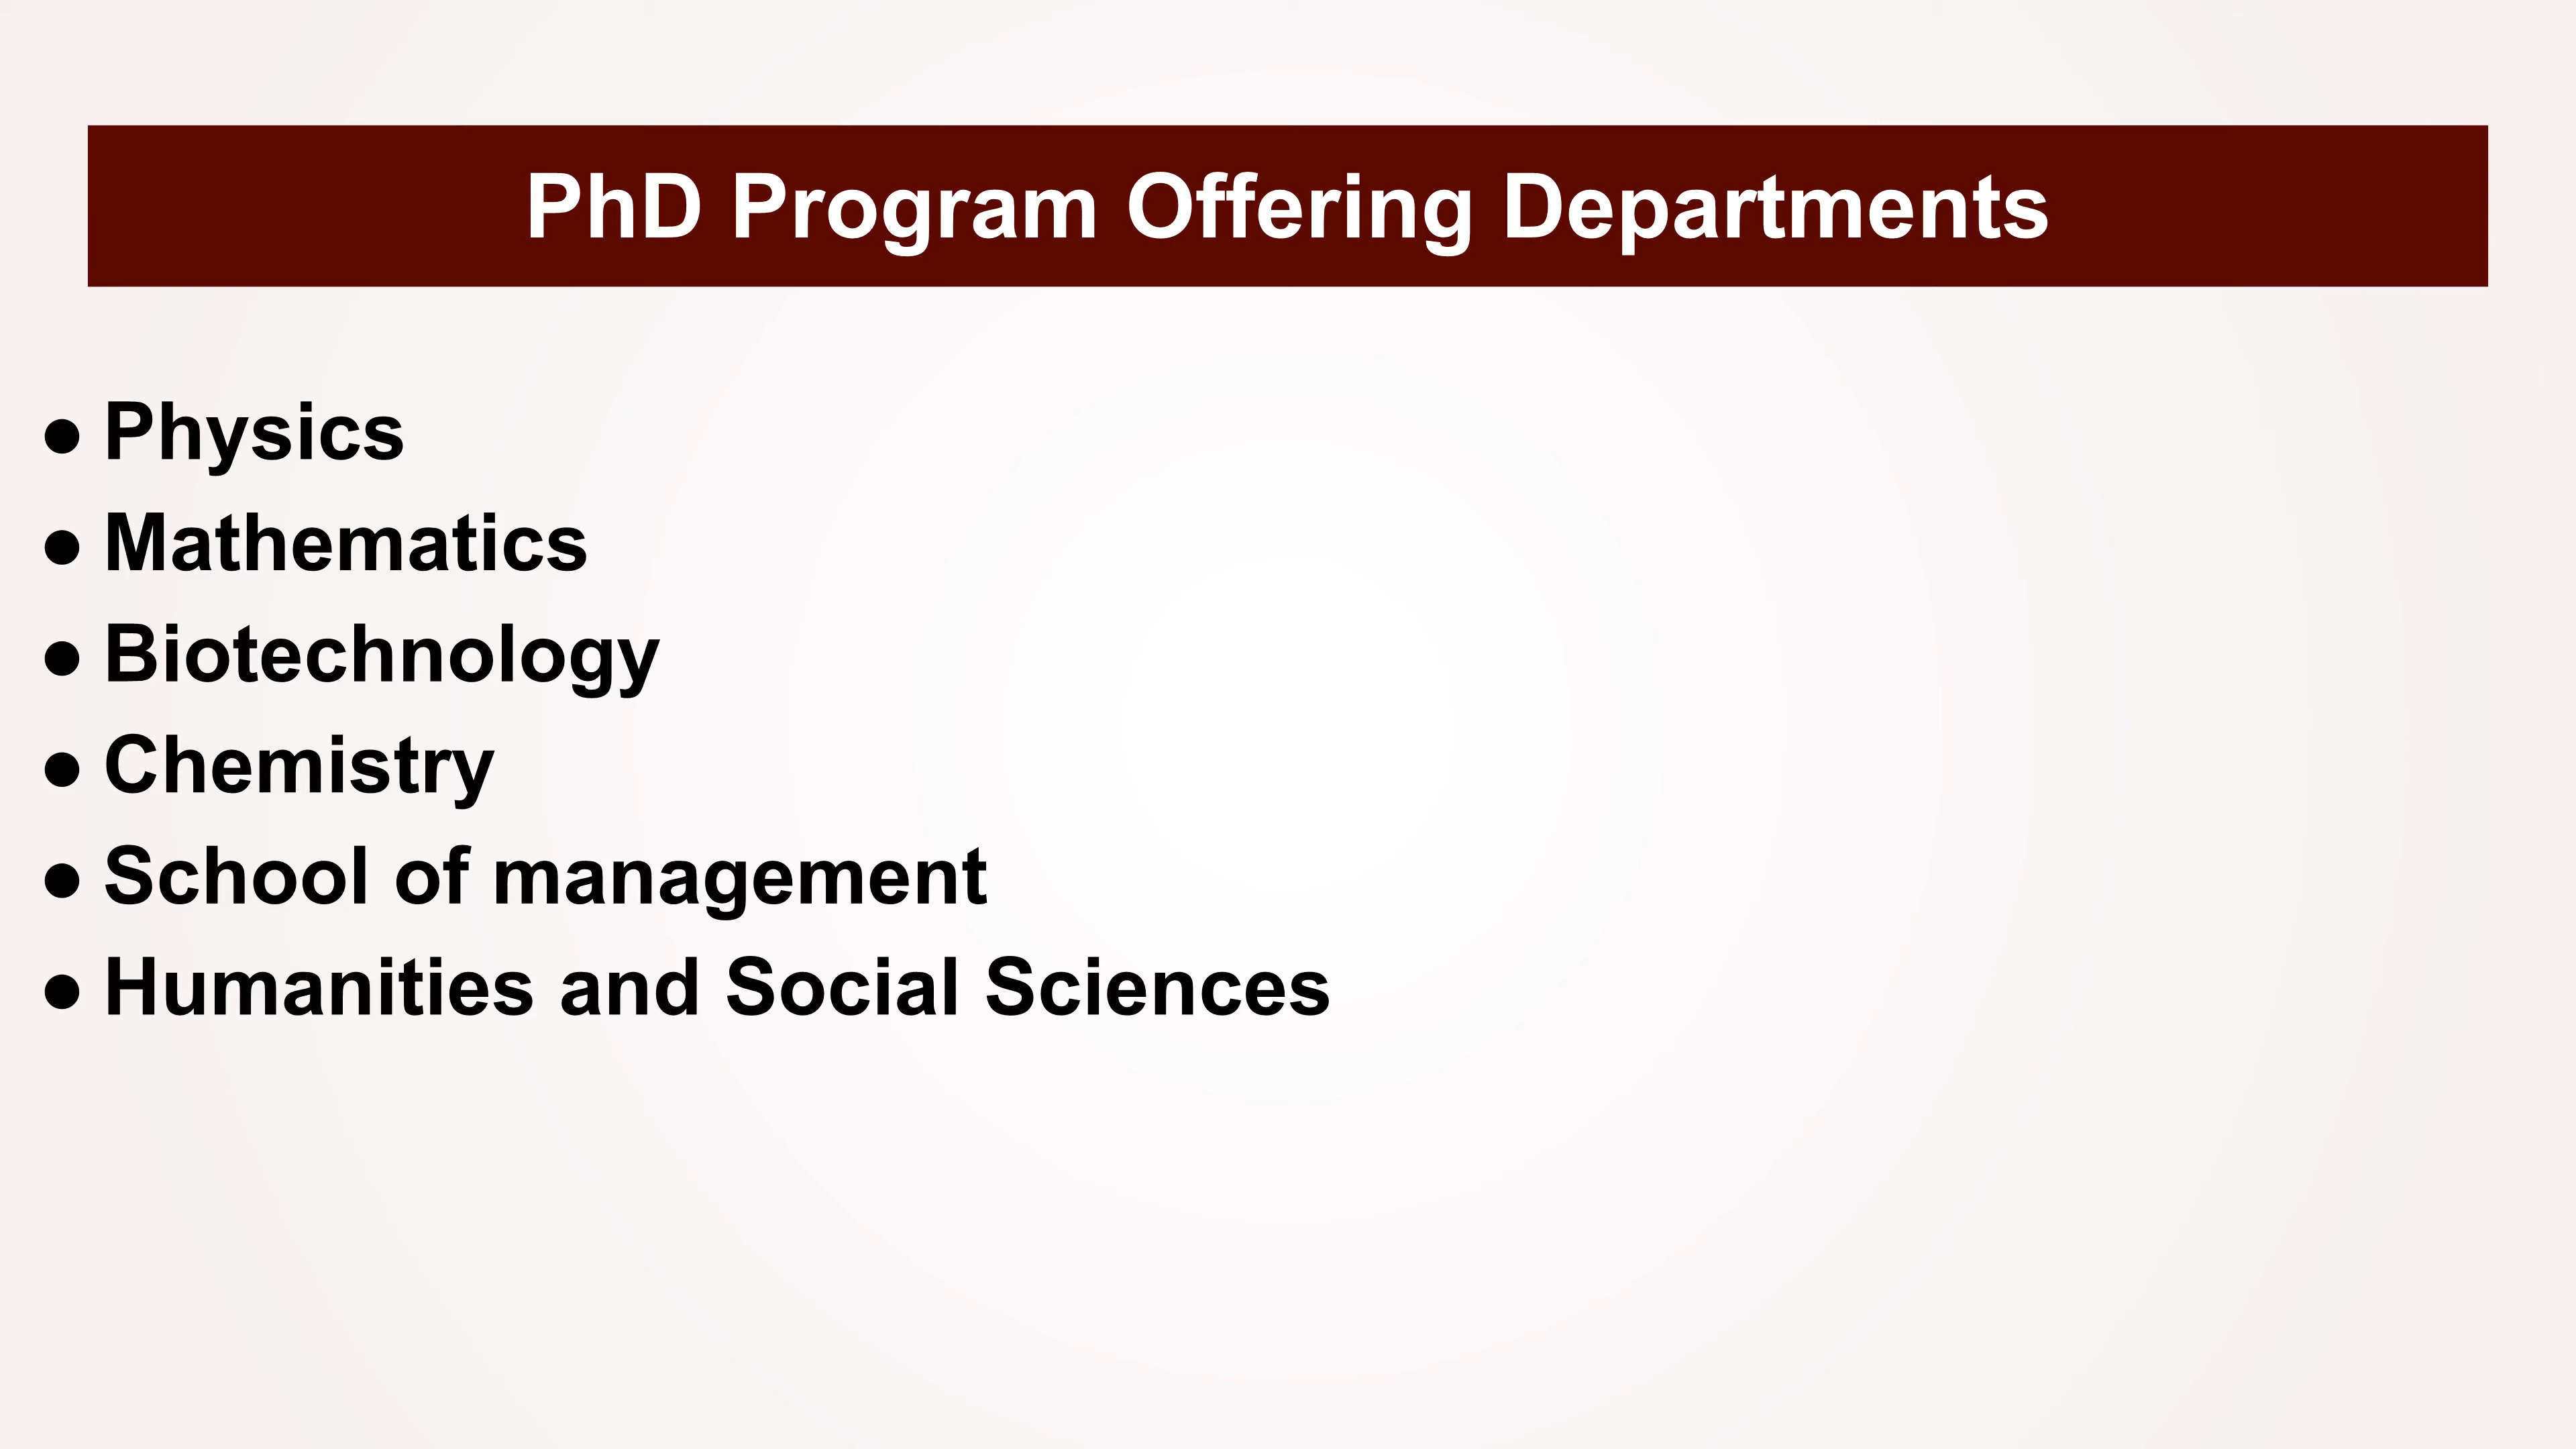 PhD Program Offering Departments
● Physics
● Mathematics
● Biotechnology
● Chemistry
● School of management
● Humanities and Social Sciences